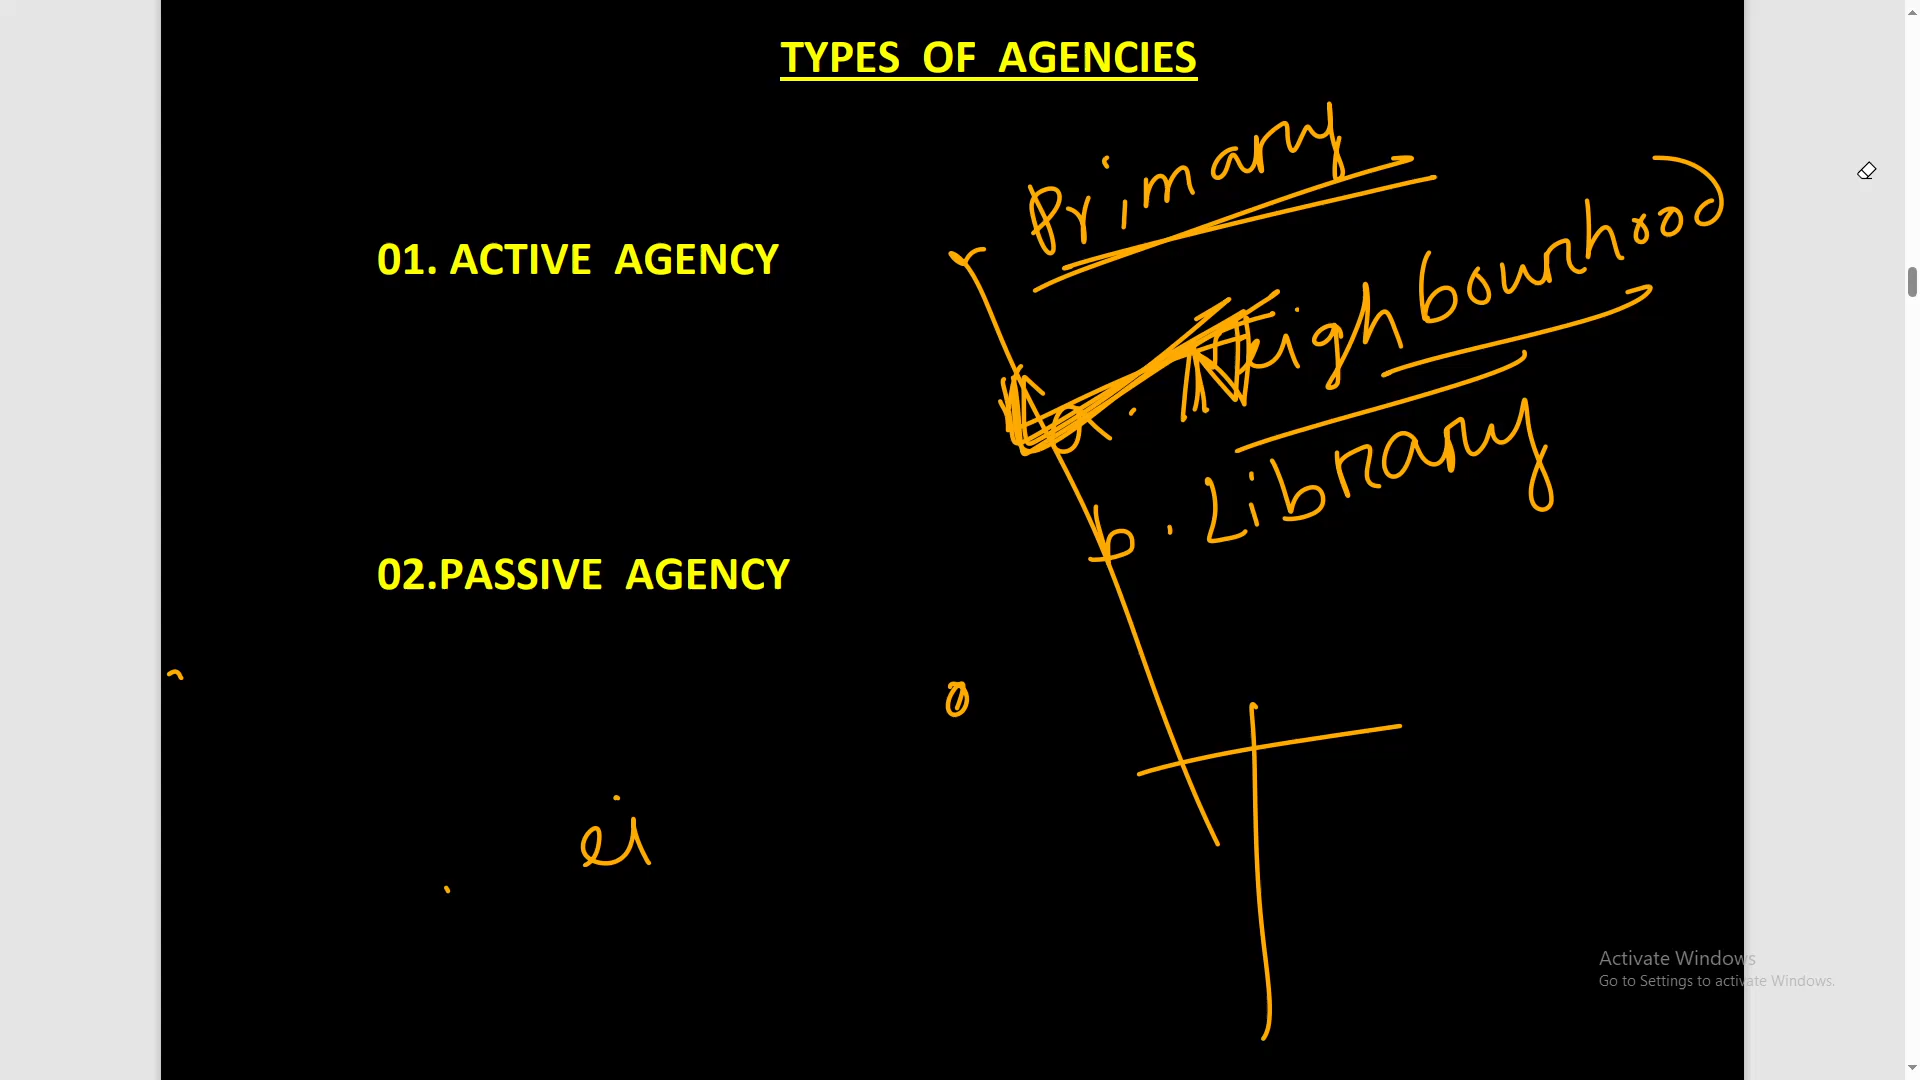 TYPES OF AGENCIES
Primary
01. ACTIVE AGENCY
a. Neighbourhood
b. Library
02.PASSIVE AGENCY
Activate Windows
Go to Settings to activate Windows.